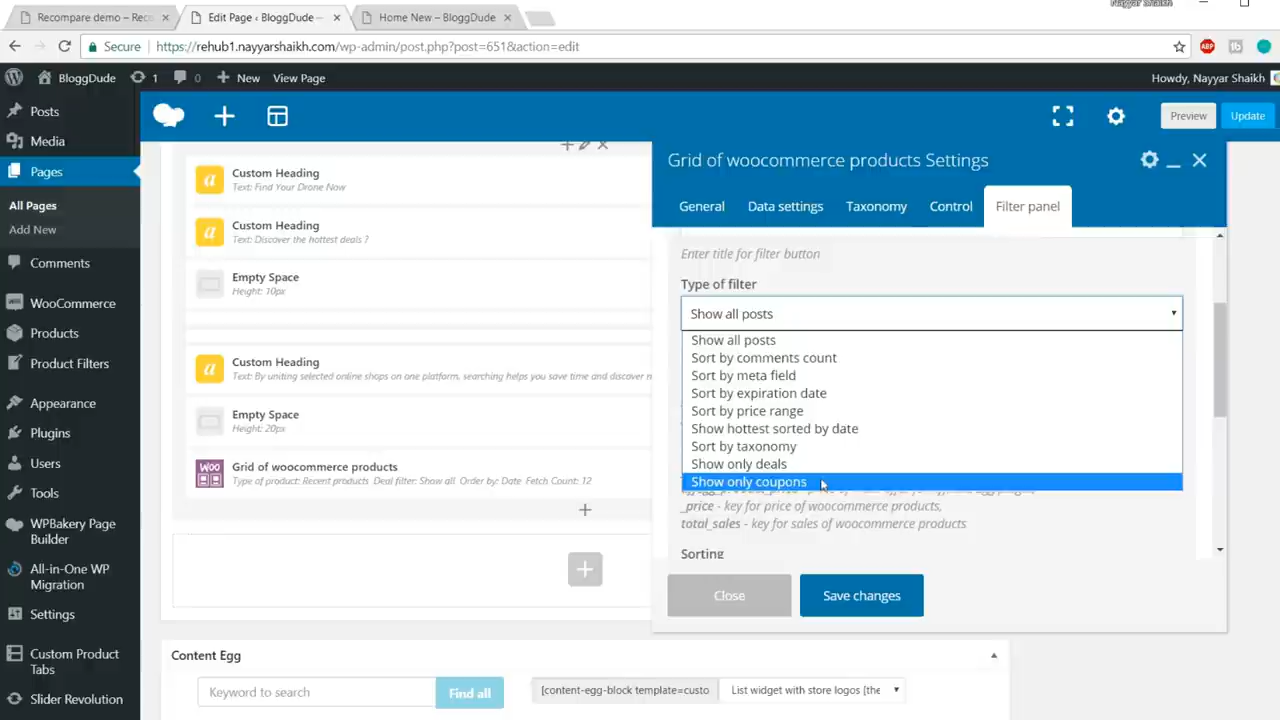 Recompare demo – Reco
Edit Page ‹ BloggDude —
Home New – BloggDude
Nayyar Shaikh
Secure
https://rehub1.nayyarshaikh.com/wp-admin/post.php?post=651&action=edit
ABP
BloggDude
1
0
New
View Page
Howdy, Nayyar Shaikh
Posts
Media
Pages
All Pages
Add New
Comments
WooCommerce
Products
Product Filters
Appearance
Plugins
Users
Tools
WPBakery Page
Builder
All-in-One WP
Migration
Settings
Custom Product
Tabs
Slider Revolution
Preview
Update
Custom Heading
Text: Find Your Drone Now
Custom Heading
Text: Discover the hottest deals ?
Empty Space
Height: 10px
Custom Heading
Text: By uniting selected online shops on one platform, searching helps you save time and discover n
Empty Space
Height: 20px
Woo
Grid of woocommerce products
Type of product: Recent products Deal filter: Show all Order by: Date Fetch Count: 12
Grid of woocommerce products Settings
General
Data settings
Taxonomy
Control
Filter panel
Enter title for filter button
Type of filter
Show all posts
Show all posts
Sort by comments count
Sort by meta field
Sort by expiration date
Sort by price range
Show hottest sorted by date
Sort by taxonomy
Show only deals
Show only coupons
_price - key for price of woocommerce products,
total_sales - key for sales of woocommerce products
Sorting
Close
Save changes
Content Egg
Keyword to search
Find all
[content-egg-block template=custo
List widget with store logos [the